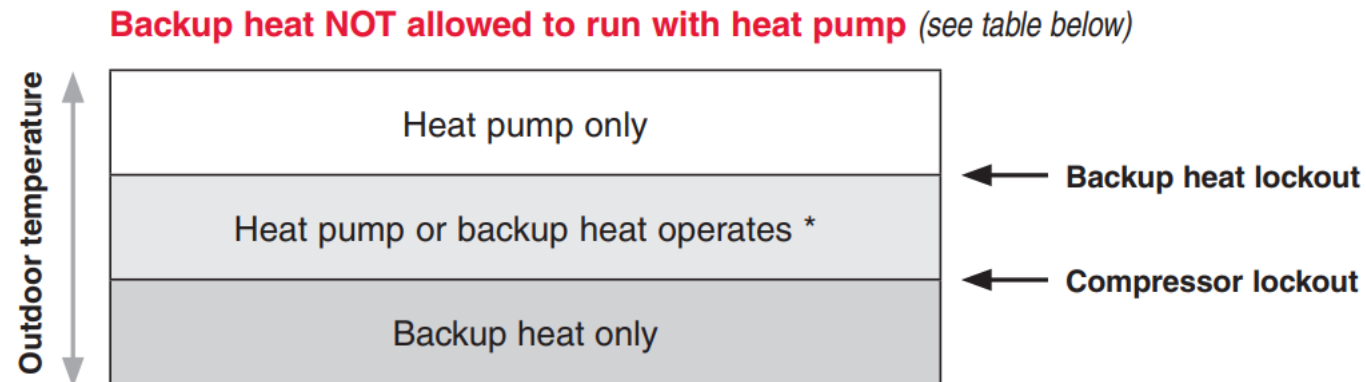 Backup heat NOT allowed to run with heat pump (see table below)
Outdoor temperature
Heat pump only
Backup heat lockout
Heat pump or backup heat operates *
Compressor lockout
Backup heat only